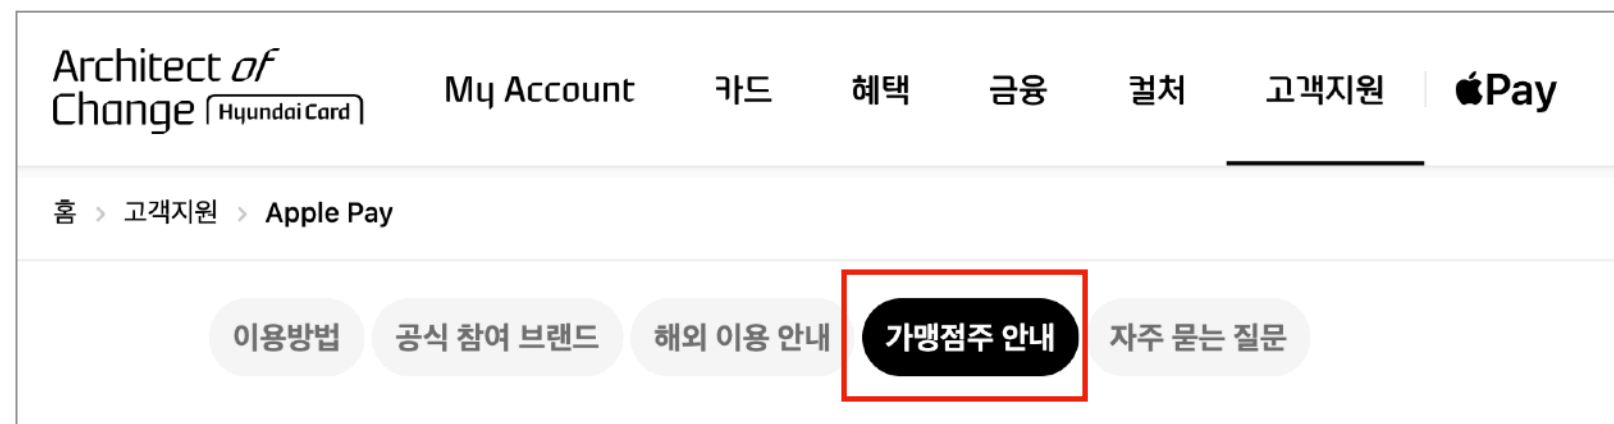 Architect of
Change Hyundai Card
My Account 카드 혜택 금융 컬처 고객지원 Pay
홈 > 고객지원 > Apple Pay
이용방법 공식 참여 브랜드 해외 이용 안내 가맹점주 안내 자주 묻는 질문